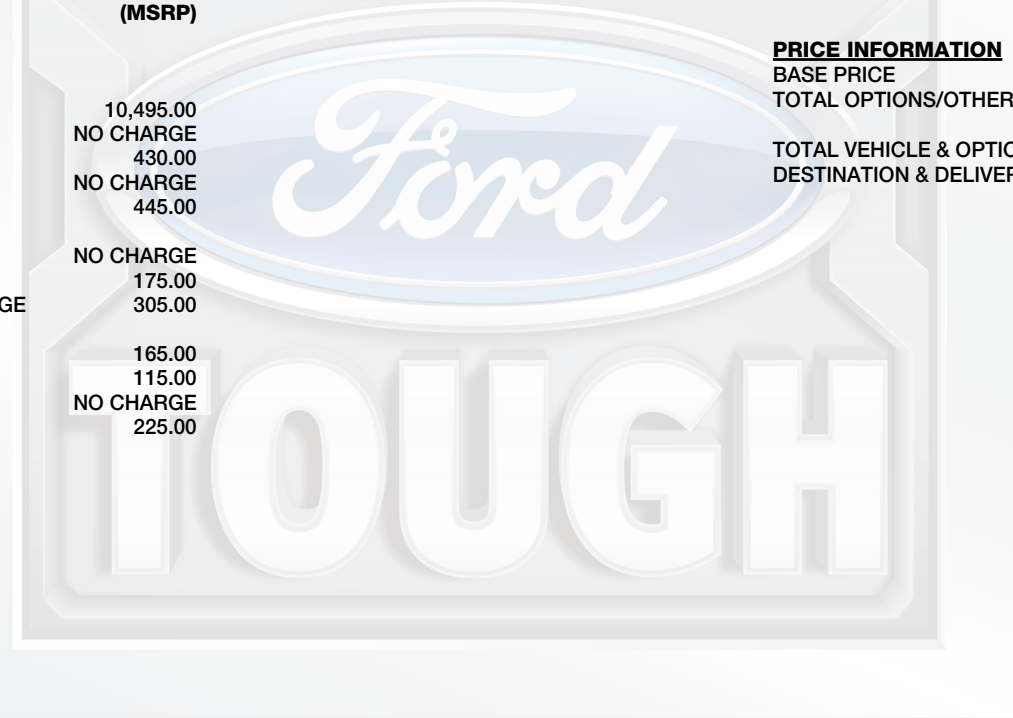 (MSRP)
10,495.00
NO CHARGE
430.00
NO CHARGE
445.00
NO CHARGE
175.00
GE 305.00
165.00
115.00
NO CHARGE
225.00
PRICE INFORMATION
BASE PRICE
TOTAL OPTIONS/OTHER
TOTAL VEHICLE & OPTIO
DESTINATION & DELIVER
Ford
TOUGH